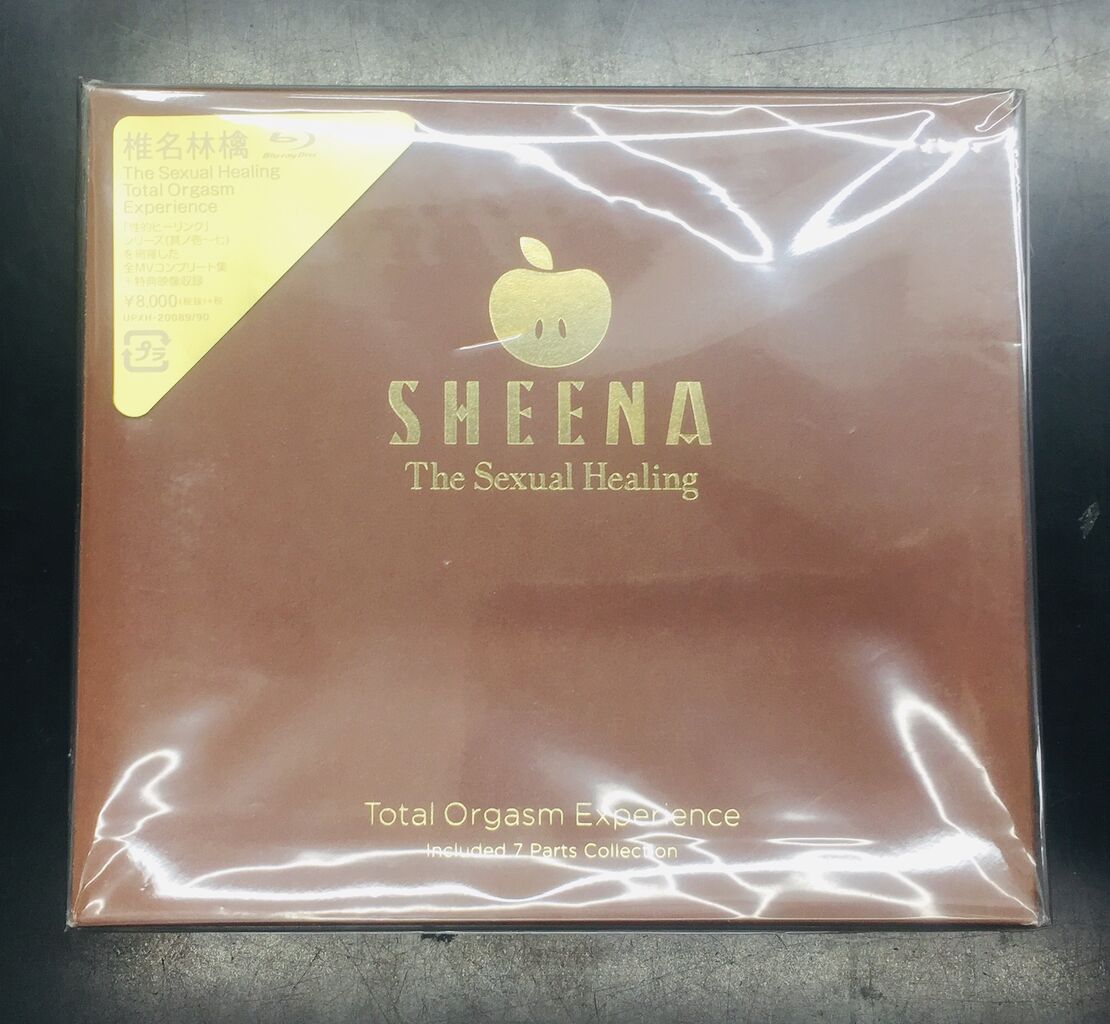 椎名林檎 Blu-ray Disc
The Sexual Healing
Total Orgasm
Experience
「性的ヒーリング」
シリーズ(其ノ壱~七)
を網羅した
全MVコンプリート集
+特典映像収録
¥8,000(税抜)+税
UPXH-20089/90
プラ
SHEENA
The Sexual Healing
Total Orgasm Experience
Included 7 Parts Collection